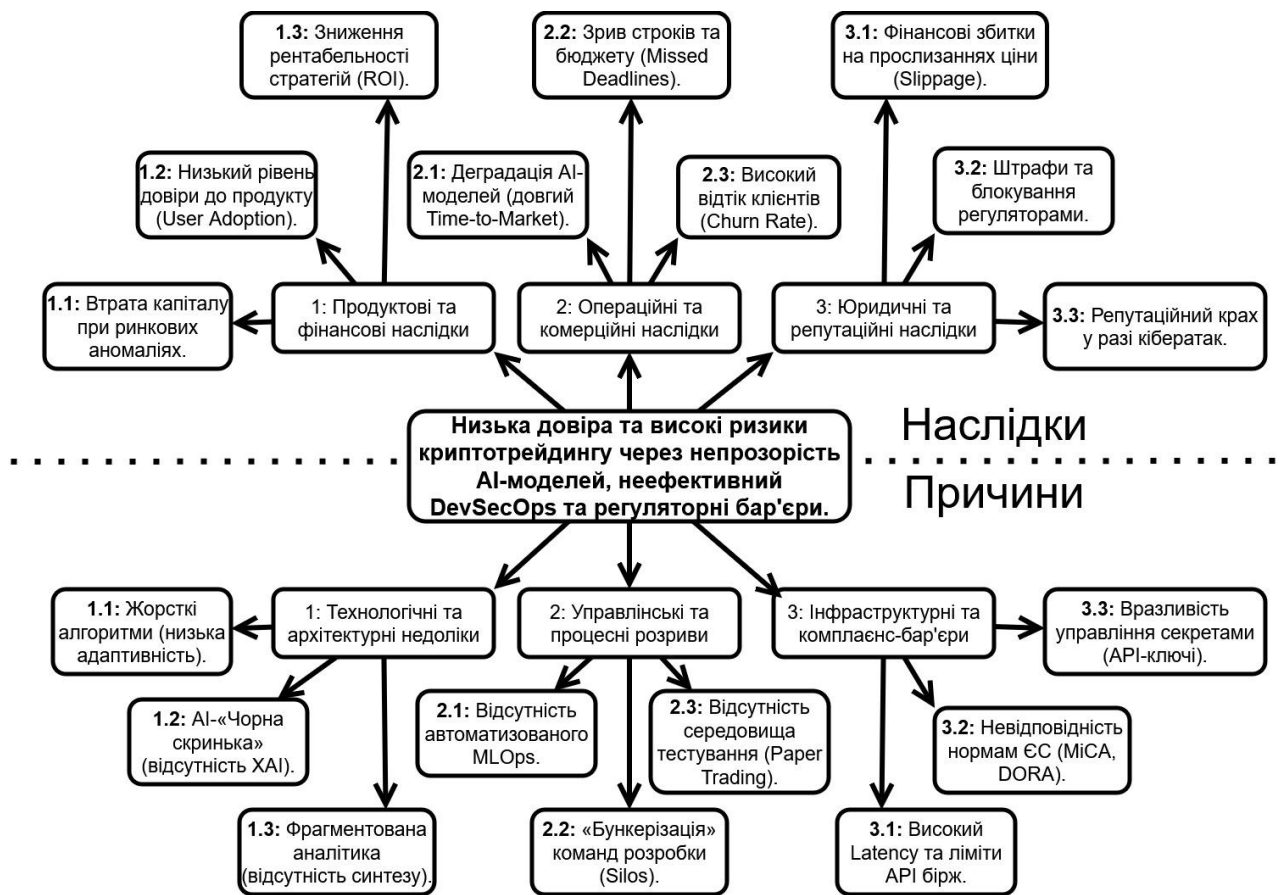 1.3: Зниження
рентабельності
стратегій (ROI).
2.2: Зрив строків та
бюджету (Missed
Deadlines).
3.1: Фінансові збитки
на прослизаннях ціни
(Slippage).
1.2: Низький рівень
довіри до продукту
(User Adoption).
2.1: Деградація AI-
моделей (довгий
Time-to-Market).
2.3: Високий
відтік клієнтів
(Churn Rate).
3.2: Штрафи та
блокування
регуляторами.
1.1: Втрата капіталу
при ринкових
аномаліях.
1: Продуктові та
фінансові наслідки
2: Операційні та
комерційні наслідки
3: Юридичні та
репутаційні наслідки
3.3: Репутаційний крах
у разі кібератак.
Низька довіра та високі ризики
криптотрейдингу через непрозорість
AI-моделей, неефективний
DevSecOps та регуляторні бар'єри.
Наслідки
Причини
1.1: Жорсткі
алгоритми (низька
адаптивність).
1: Технологічні та
архітектурні недоліки
2: Управлінські та
процесні розриви
3: Інфраструктурні та
комплаєнс-бар'єри
3.3: Вразливість
управління секретами
(API-ключі).
1.2: AI-«Чорна
скринька»
(відсутність XAI).
2.1: Відсутність
автоматизованого
MLOps.
2.3: Відсутність
середовища
тестування (Paper
Trading).
3.2: Невідповідність
нормам ЄС (MiCA,
DORA).
1.3: Фрагментована
аналітика
(відсутність синтезу).
2.2: «Бункерізація»
команд розробки
(Silos).
3.1: Високий
Latency та ліміти
API бірж.